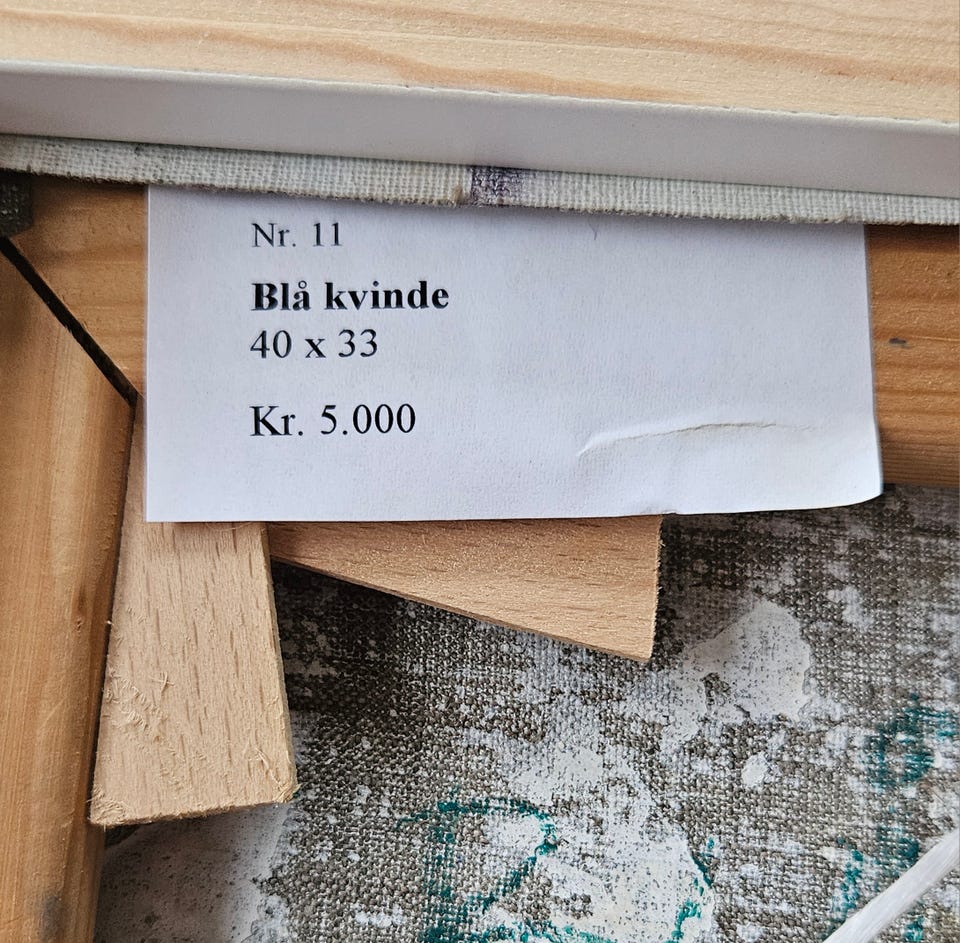 Nr. 11
Blå kvinde
40 x 33
Kr. 5.000